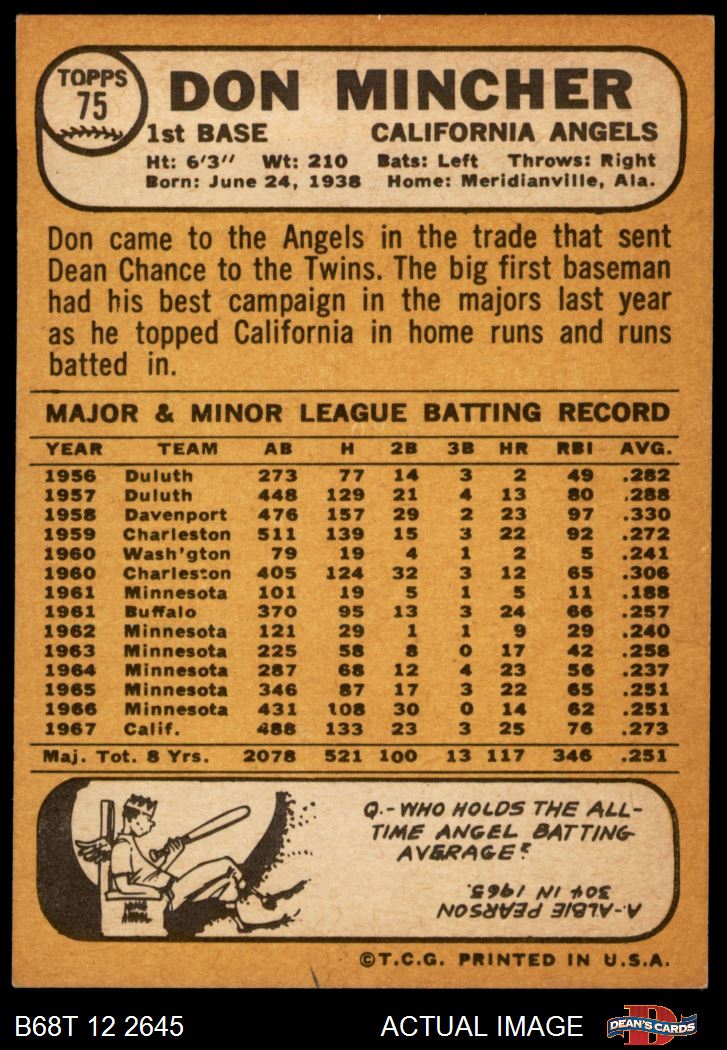 TOPPS
75
DON MINCHER
1st BASE CALIFORNIA ANGELS
Ht: 6'3" Wt: 210 Bats: Left Throws: Right
Born: June 24, 1938 Home: Meridianville, Ala.
Don came to the Angels in the trade that sent
Dean Chance to the Twins. The big first baseman
had his best campaign in the majors last year
as he topped California in home runs and runs
batted in.
MAJOR & MINOR LEAGUE BATTING RECORD
YEAR TEAM AB H 2B 3B HR RBI AVG.
1956 Duluth 273 77 14 3 2 49 .282
1957 Duluth 448 129 21 4 13 80 .288
1958 Davenport 476 157 29 2 23 97 .330
1959 Charleston 511 139 15 3 22 92 .272
1960 Wash'gton 79 19 4 1 2 5 .241
1960 Charleston 405 124 32 3 12 65 .306
1961 Minnesota 101 19 5 1 5 11 .188
1961 Buffalo 370 95 13 3 24 66 .257
1962 Minnesota 121 29 1 1 9 29 .240
1963 Minnesota 225 58 8 0 17 42 .258
1964 Minnesota 287 68 12 4 23 56 .237
1965 Minnesota 346 87 17 3 22 65 .251
1966 Minnesota 431 108 30 0 14 62 .251
1967 Calif. 488 133 23 3 25 76 .273
Maj. Tot. 8 Yrs. 2078 521 100 13 117 346 .251
Q.-WHO HOLDS THE ALL-
TIME ANGEL BATTING
AVERAGE?
A.-ALBIE PEARSON
304 IN 1963.
©T.C.G. PRINTED IN U.S.A.
B68T 12 2645 ACTUAL IMAGE
DEAN'S CARDS